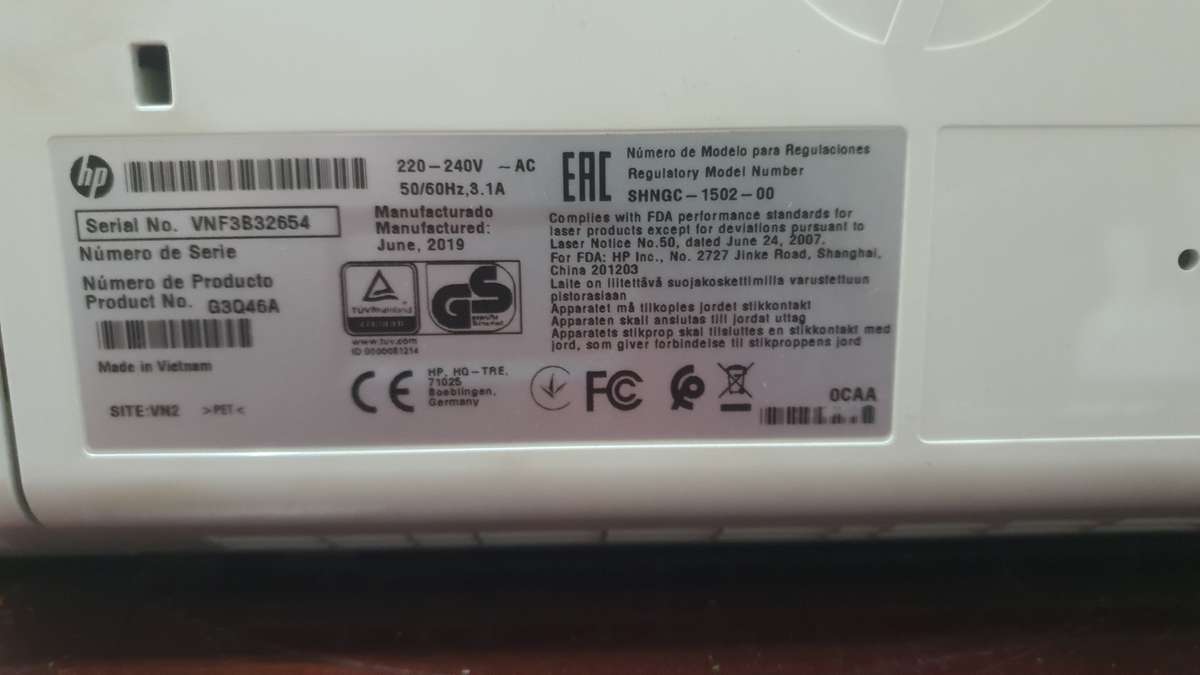 hp
220-240V ~ AC
50/60Hz,3.1A
Serial No. VNF3B32654
Número de Serie
Número de Producto
Product No. G3Q46A
Made in Vietnam
SITE:VN2 >PET<
Manufacturado
Manufactured:
June, 2019
TÜVRheinland
GS
geprüfte
Sicherheit
www.tuv.com
ID 0000081214
CE
HP, HQ-TRE,
71025
Boeblingen,
Germany
EAC
Número de Modelo para Regulaciones
Regulatory Model Number
SHNGC-1502-00
Complies with FDA performance standards for
laser products except for deviations pursuant to
Laser Notice No.50, dated June 24, 2007.
For FDA: HP Inc., No. 2727 Jinke Road, Shanghai,
China 201203
Laite on liitettävä suojakoskettimilla varustettuun
pistorasiaan
Apparatet må tilkoples jordet stikkontakt
Apparaten skall anslutas till jordat uttag
Apparatets stikprop skal tilsluttes en stikkontakt med
jord, som giver forbindelse til stikproppens jord
FC
0CAA